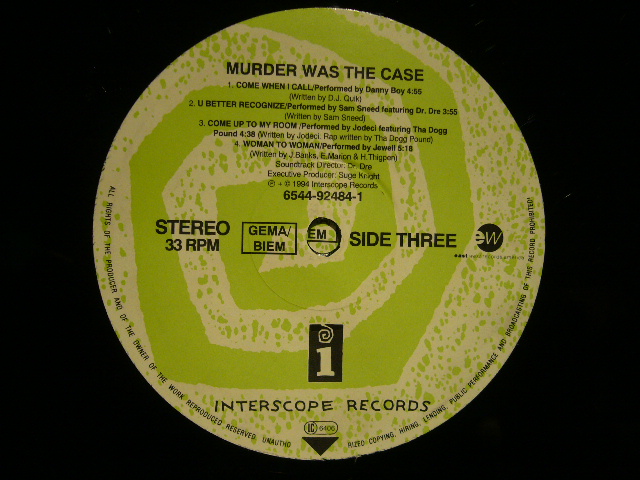 MURDER WAS THE CASE
1. COME WHEN I CALL/Performed by Danny Boy 4:55
(Written by D.J. Quik)
2. U BETTER RECOGNIZE/Performed by Sam Sneed featuring Dr. Dre 3:55
(Written by Sam Sneed)
3. COME UP TO MY ROOM/Performed by Jodeci featuring Tha Dogg
Pound 4:38 (Written by Jodeci. Rap written by Tha Dogg Pound)
4. WOMAN TO WOMAN/Performed by Jewell 5:18
(Written by J.Banks, E.Marion & H.Thigpen)
Soundtrack Director: Dr. Dre
Executive Producer: Suge Knight
℗ + © 1994 Interscope Records
6544-92484-1
STEREO
33 RPM
GEMA/
BIEM
EM
SIDE THREE
ew
east
i
INTERSCOPE RECORDS
LC 6406
ALL RIGHTS OF THE PRODUCER AND OF THE OWNER OF THE WORK REPRODUCED RESERVED UNAUTHO RIZED COPYING, HIRING, LENDING, PUBLIC PERFORMANCE AND BROADCASTING OF THIS RECORD PROHIBITED!